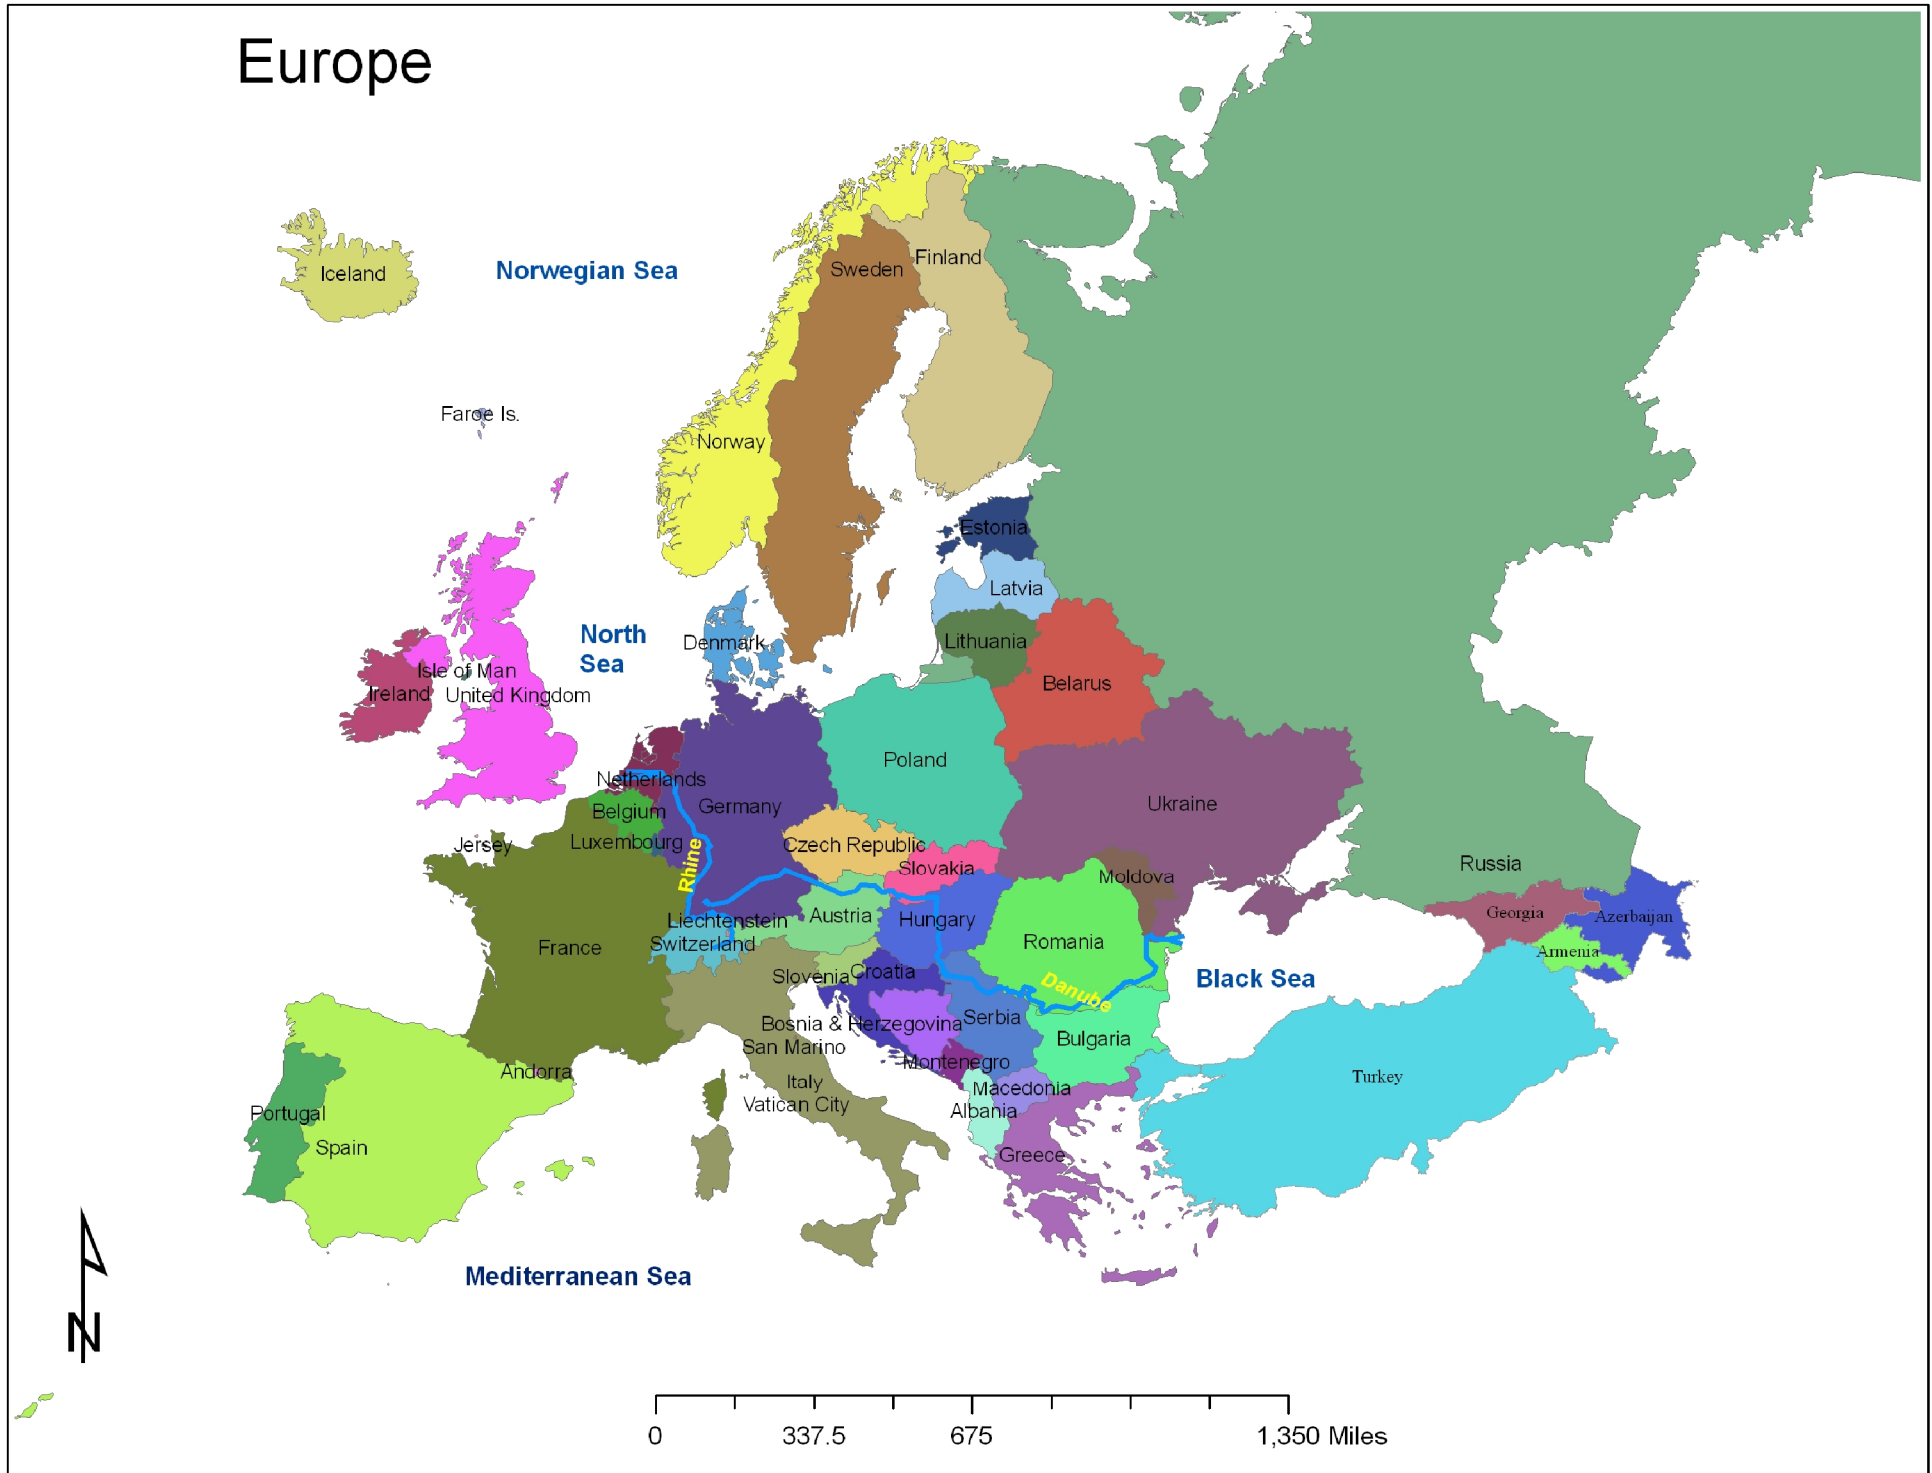 Europe
Iceland
Norwegian Sea
Sweden
Finland
Faroe Is.
Norway
Estonia
Latvia
North
Sea
Denmark
Lithuania
Isle of Man
Ireland
United Kingdom
Belarus
Poland
Netherlands
Germany
Ukraine
Belgium
Luxembourg
Jersey
Czech Republic
Rhine
Slovakia
Moldova
Russia
Liechtenstein
Austria
Hungary
Georgia
Azerbaijan
France
Switzerland
Romania
Armenia
Slovenia
Croatia
Danube
Black Sea
Bosnia & Herzegovina
Serbia
San Marino
Bulgaria
Montenegro
Andorra
Italy
Macedonia
Turkey
Vatican City
Albania
Portugal
Spain
Greece
Mediterranean Sea
N
0
337.5
675
1,350 Miles